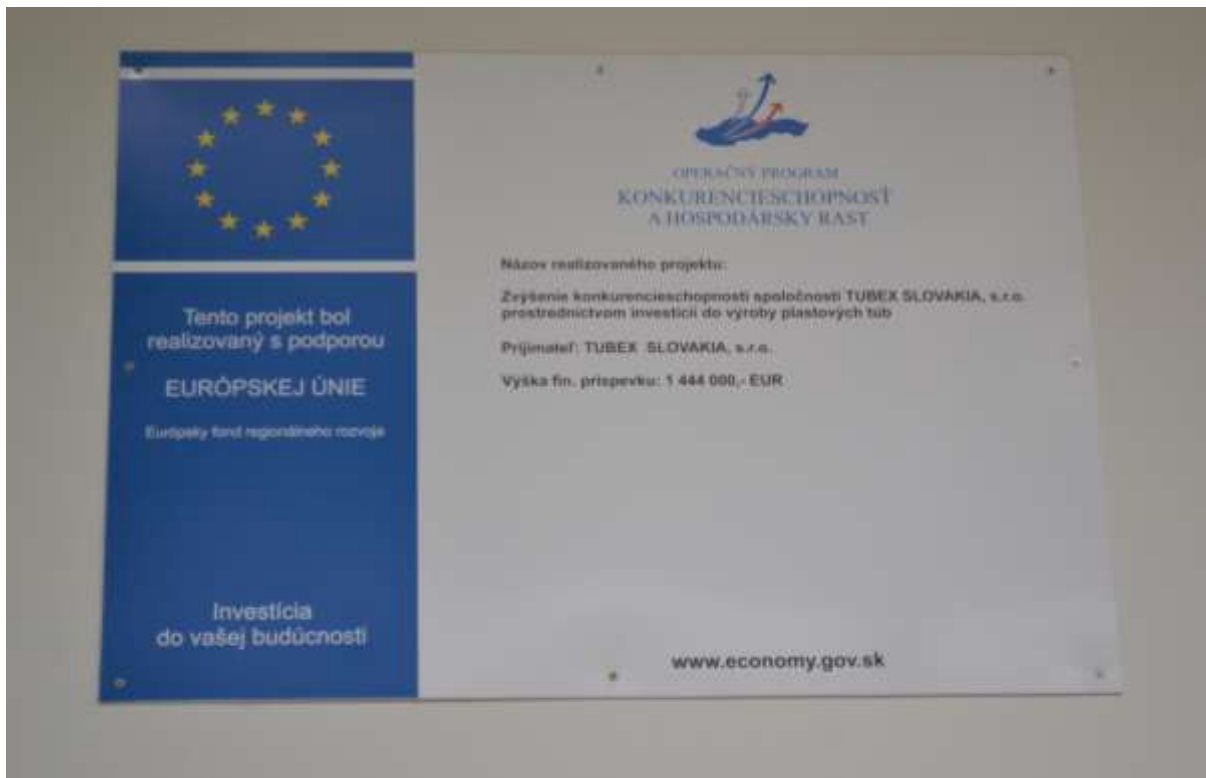 Tento projekt bol
realizovaný s podporou
EURÓPSKEJ ÚNIE
Európsky fond regionálneho rozvoja
Investícia
do vašej budúcnosti
OPERAČNÝ PROGRAM
KONKURENCIESCHOPNOSŤ
A HOSPODÁRSKY RAST
Názov realizovaného projektu:
Zvýšenie konkurencieschopnosti spoločnosti TUBEX SLOVAKIA, s.r.o.
prostredníctvom investícií do výroby plastových túb
Prijímateľ: TUBEX SLOVAKIA, s.r.o.
Výška fin. príspevku: 1 444 000,- EUR
www.economy.gov.sk